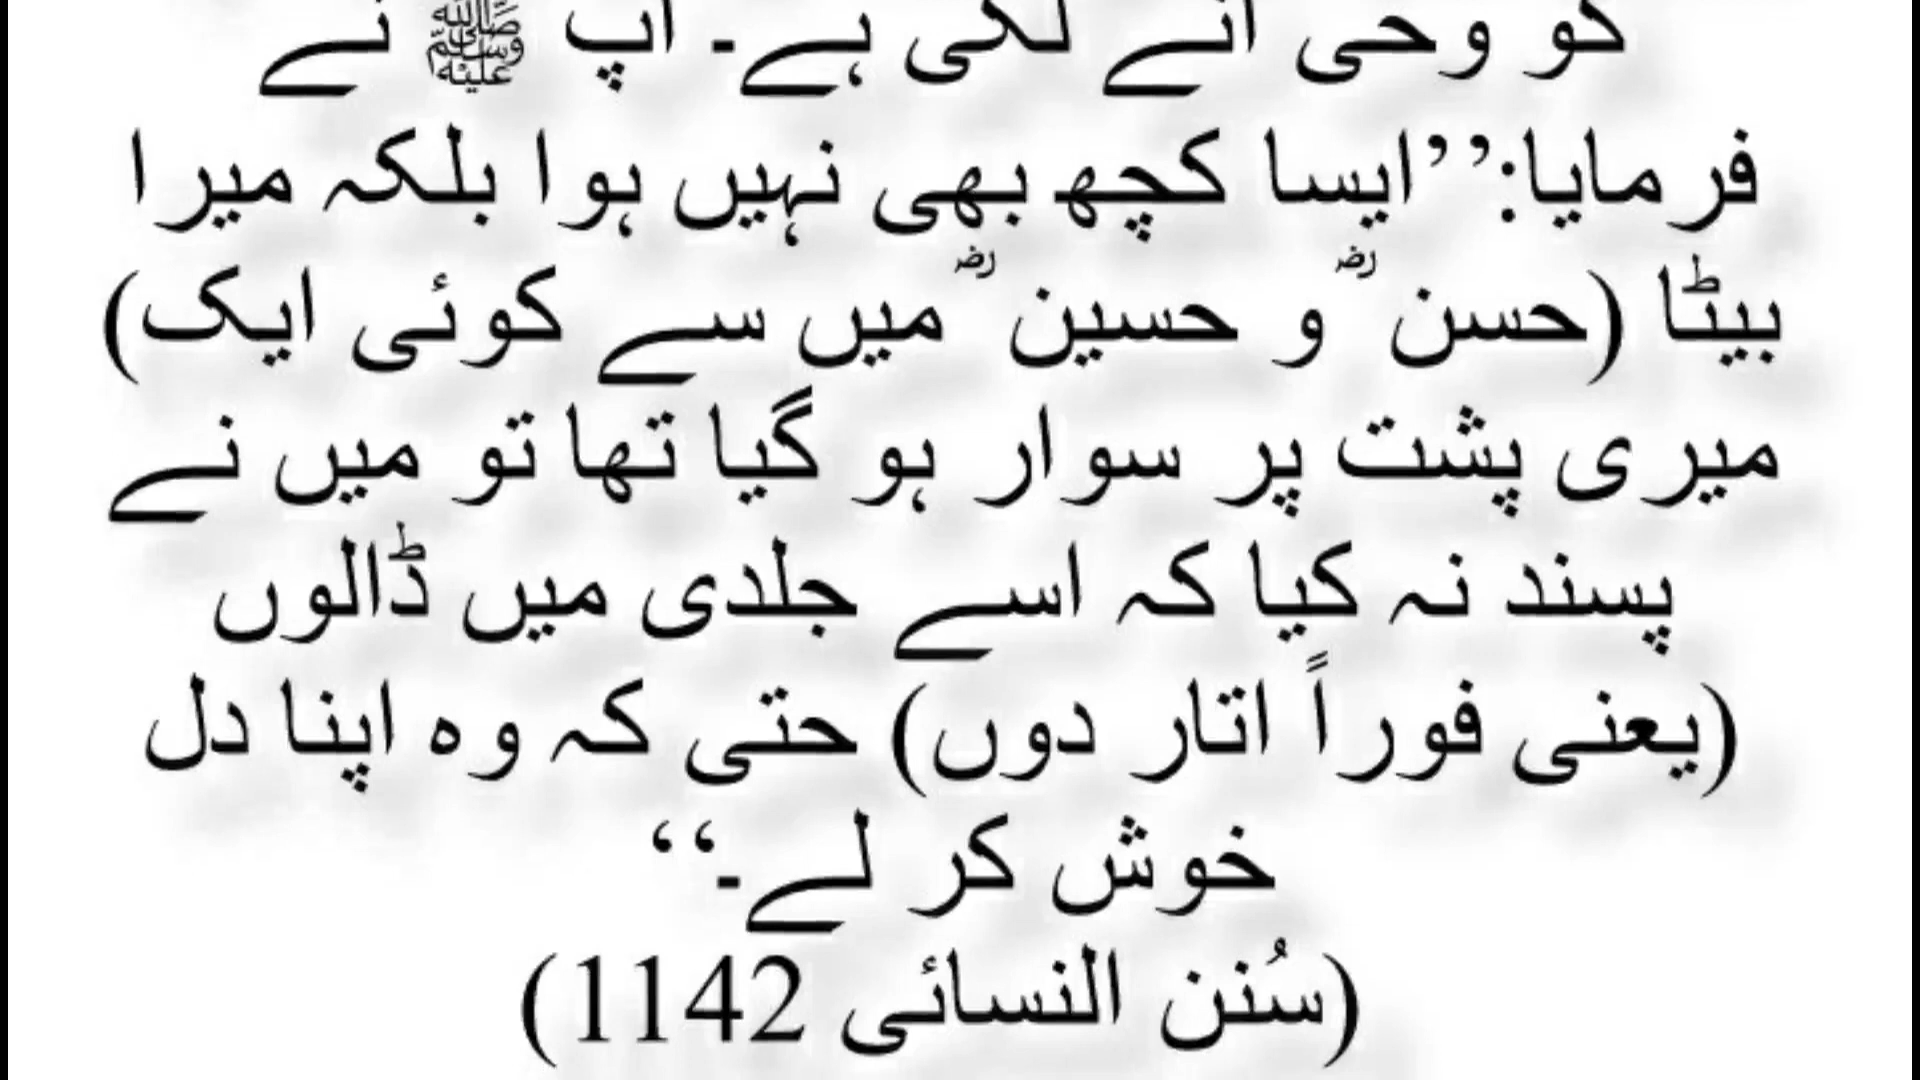 کو وحی آنے لگی ہے۔ آپ ﷺ نے
فرمایا:’’ایسا کچھ بھی نہیں ہوا بلکہ میرا
بیٹا (حسنؓ و حسینؓ میں سے کوئی ایک)
میری پشت پر سوار ہو گیا تھا تو میں نے
پسند نہ کیا کہ اسے جلدی میں ڈالوں
(یعنی فوراً اتار دوں) حتی کہ وہ اپنا دل
خوش کر لے۔‘‘
(سُنن النسائی 1142)